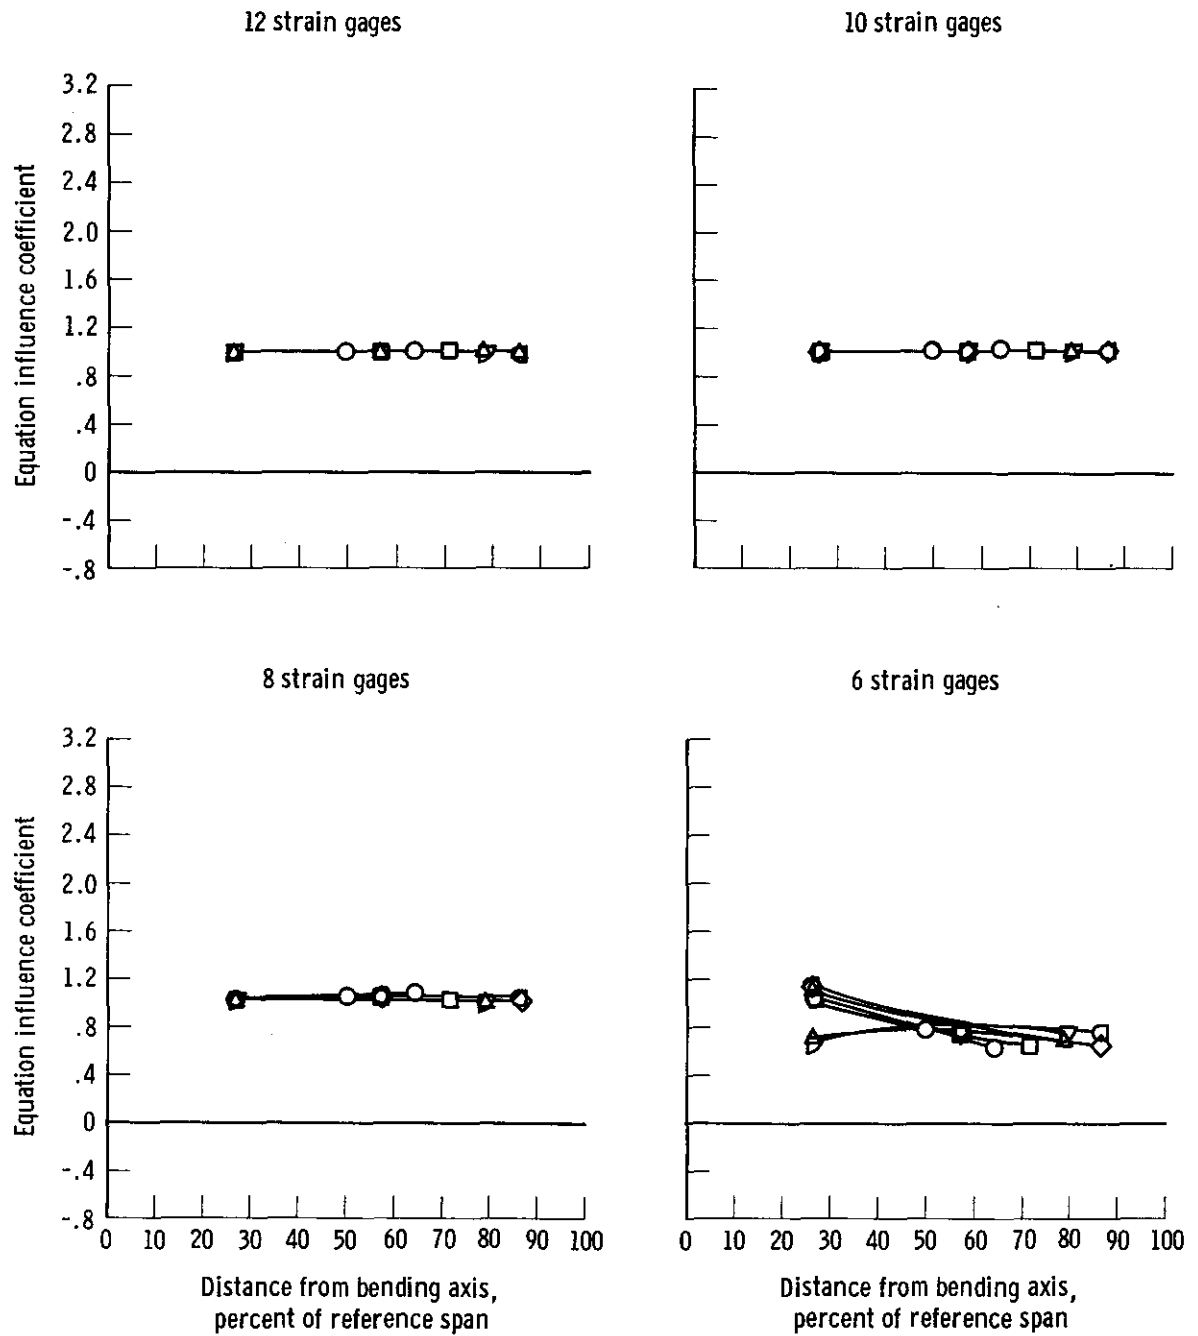 12 strain gages
10 strain gages
3.2
2.8
2.4
2.0
1.6
1.2
.8
.4
0
-.4
-.8
Equation influence coefficient
8 strain gages
6 strain gages
3.2
2.8
2.4
2.0
1.6
1.2
.8
.4
0
-.4
-.8
Equation influence coefficient
0 10 20 30 40 50 60 70 80 90 100
Distance from bending axis,
percent of reference span
0 10 20 30 40 50 60 70 80 90 100
Distance from bending axis,
percent of reference span